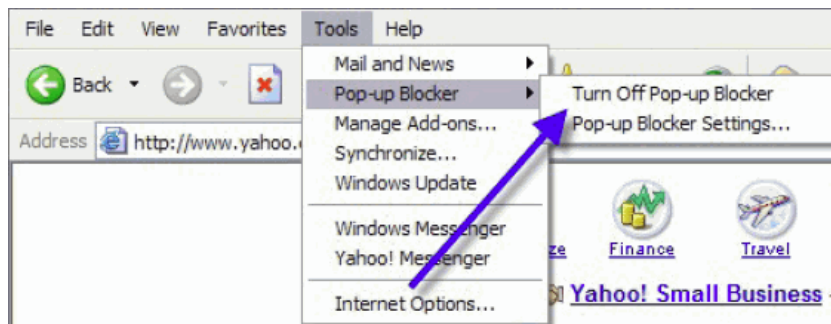 File Edit View Favorites Tools Help
Back
Address http://www.yahoo.
Mail and News
Pop-up Blocker
Manage Add-ons...
Synchronize...
Windows Update
Windows Messenger
Yahoo! Messenger
Internet Options...
Turn Off Pop-up Blocker
Pop-up Blocker Settings...
Finance Travel
Yahoo! Small Business